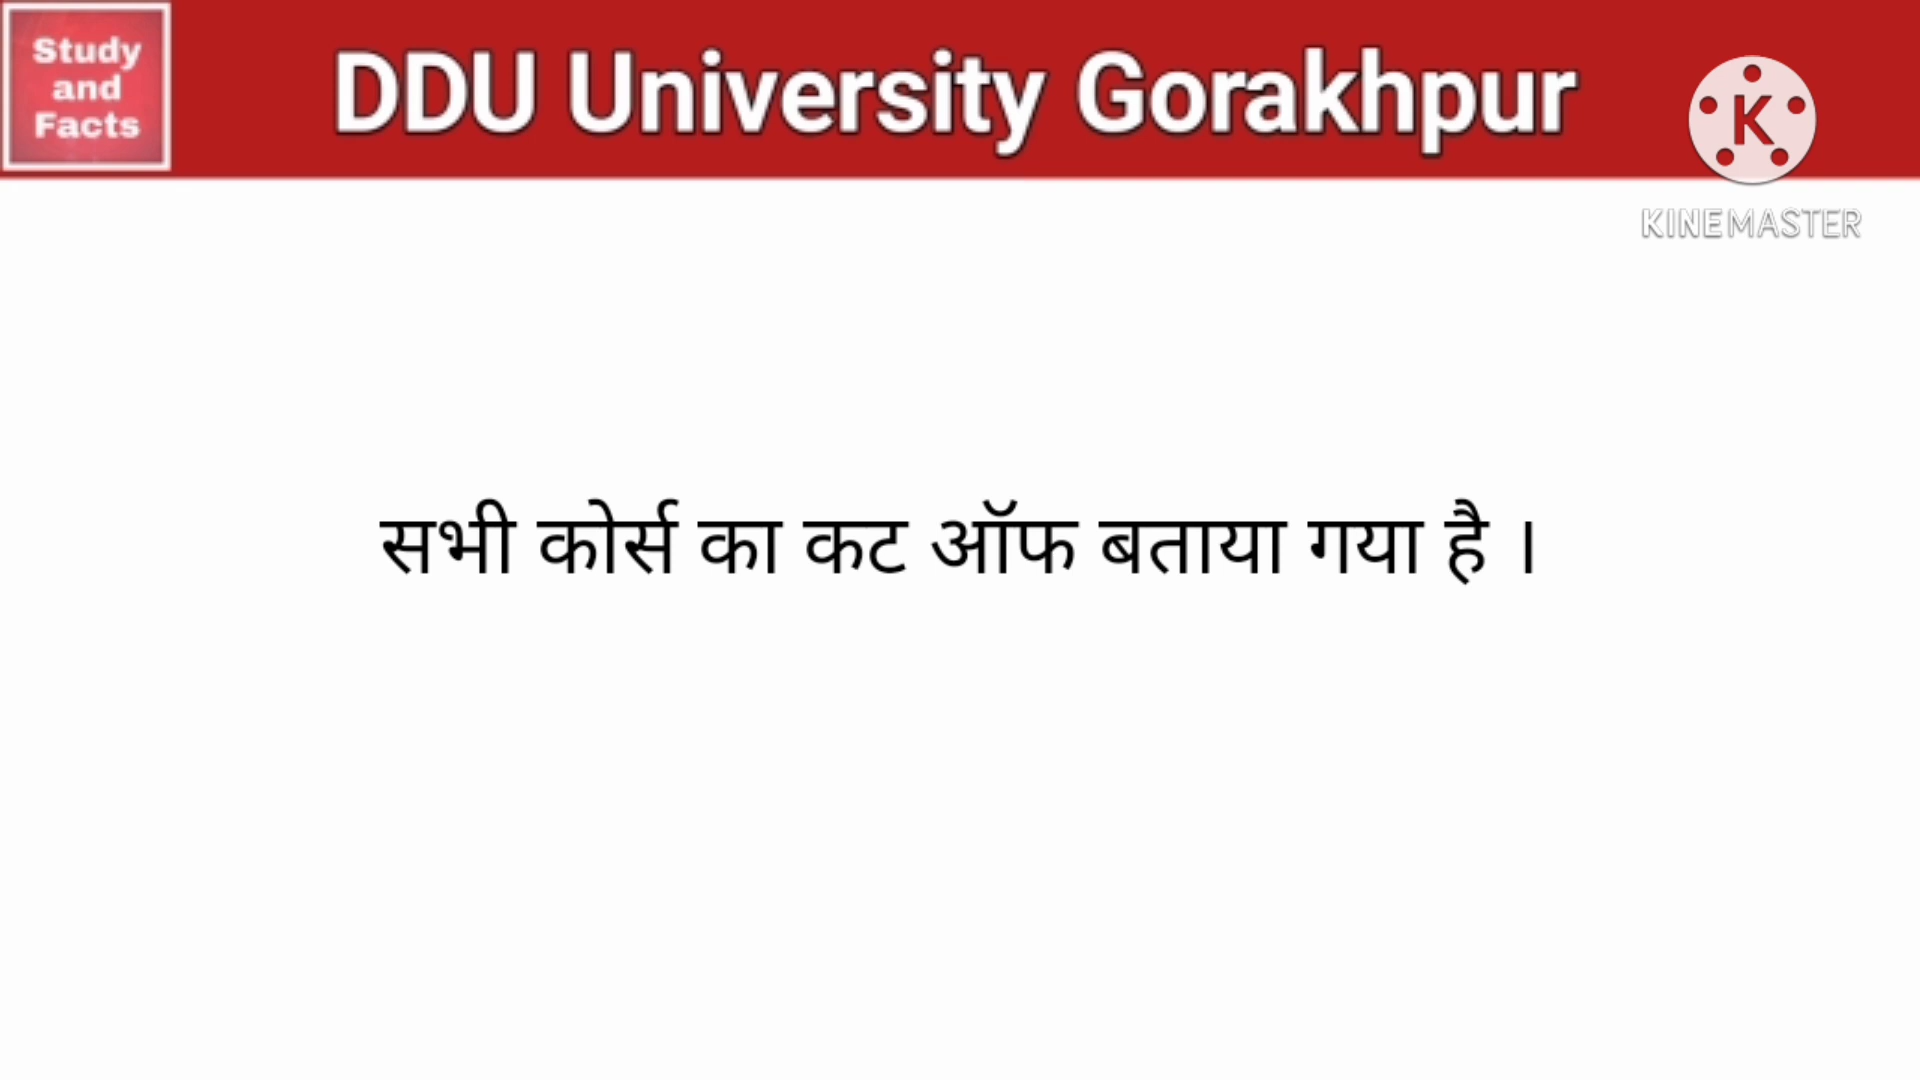 Study
and
Facts
DDU University Gorakhpur
K
KINEMASTER
सभी कोर्स का कट ऑफ बताया गया है ।